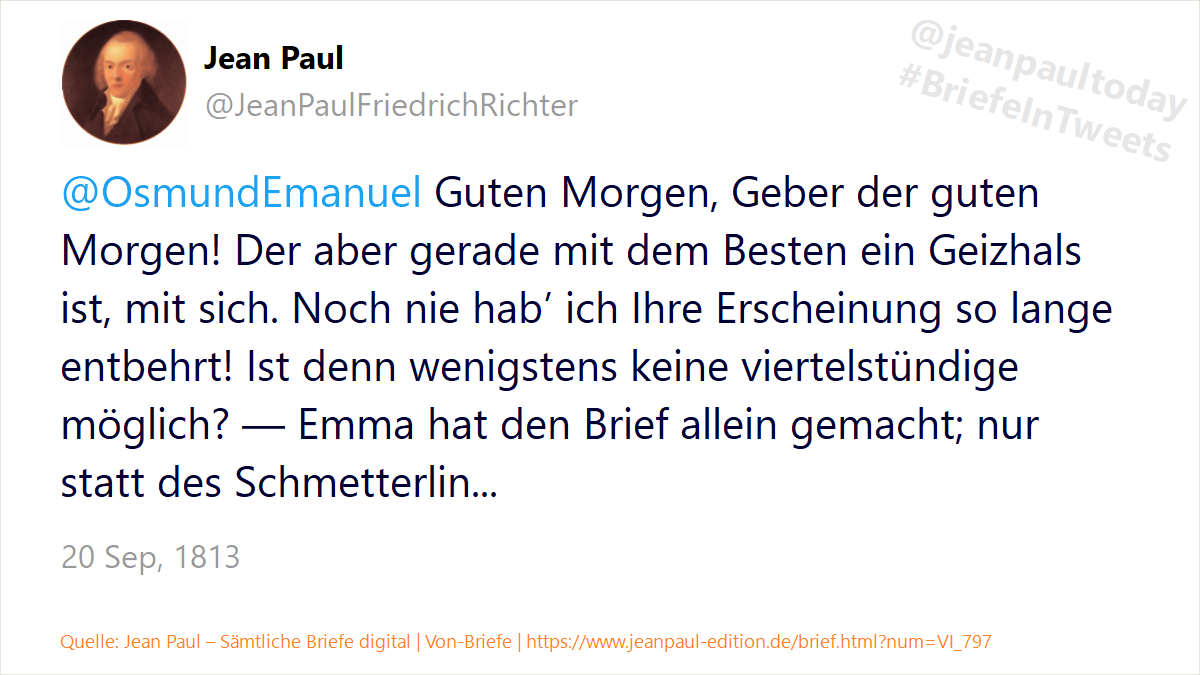 Jean Paul
@JeanPaulFriedrichRichter
@jeanpaultoday
#BriefeInTweets
@OsmundEmanuel Guten Morgen, Geber der guten
Morgen! Der aber gerade mit dem Besten ein Geizhals
ist, mit sich. Noch nie hab’ ich Ihre Erscheinung so lange
entbehrt! Ist denn wenigstens keine viertelstündige
möglich? — Emma hat den Brief allein gemacht; nur
statt des Schmetterlin...
20 Sep, 1813
Quelle: Jean Paul – Sämtliche Briefe digital | Von-Briefe | https://www.jeanpaul-edition.de/brief.html?num=VI_797